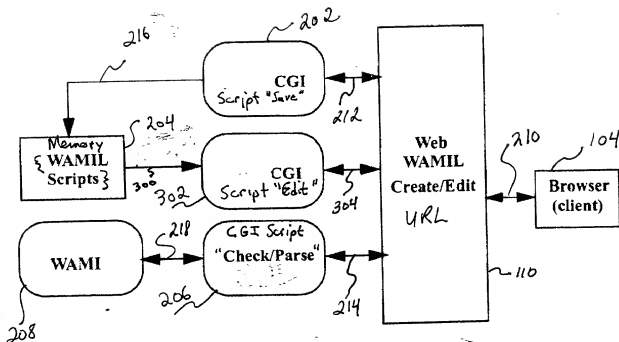 216
202
CGI
Script "Save"
212
Memory
{ WAMIL
Scripts }
204
300
CGI
Script "Edit"
302
304
Web
WAMIL
Create/Edit
URL
210
104
Browser
(client)
110
WAMI
208
218
CGI Script
"Check/Parse"
206
214